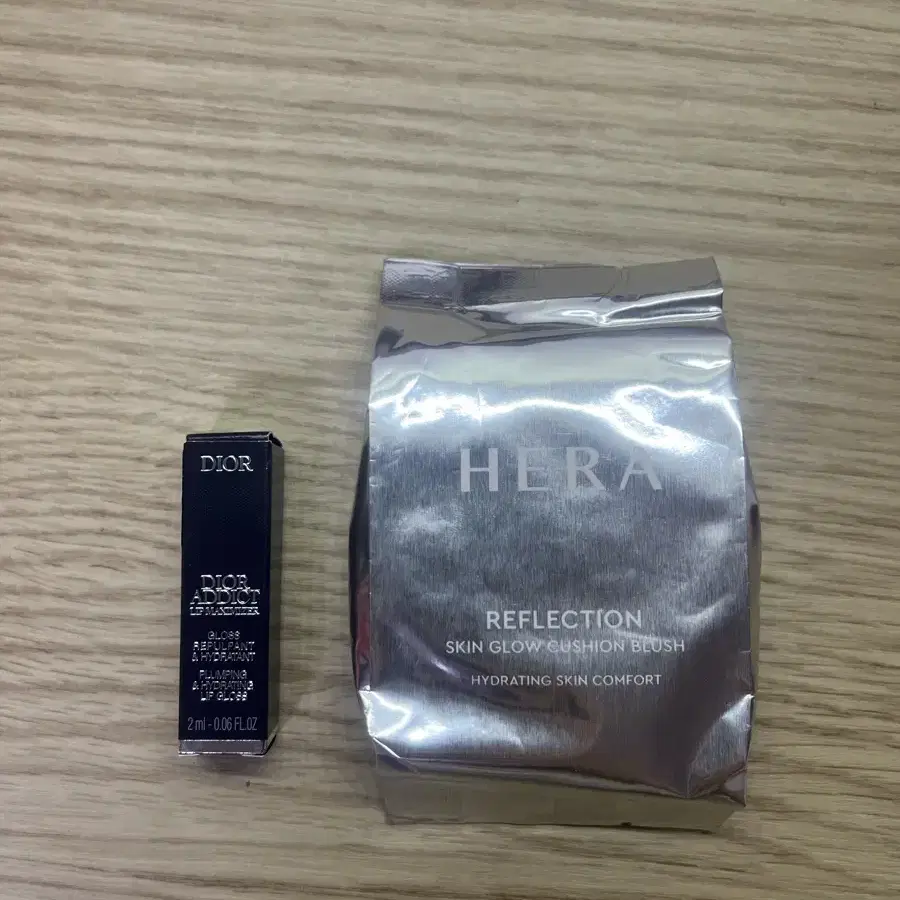 DIOR
DIOR
ADDICT
LIP MAXIMIZER
GLOSS
REPULPANT
& HYDRATANT
PLUMPING
& HYDRATING
LIP GLOSS
2 ml - 0.06 FL.OZ
HERA
REFLECTION
SKIN GLOW CUSHION BLUSH
HYDRATING SKIN COMFORT